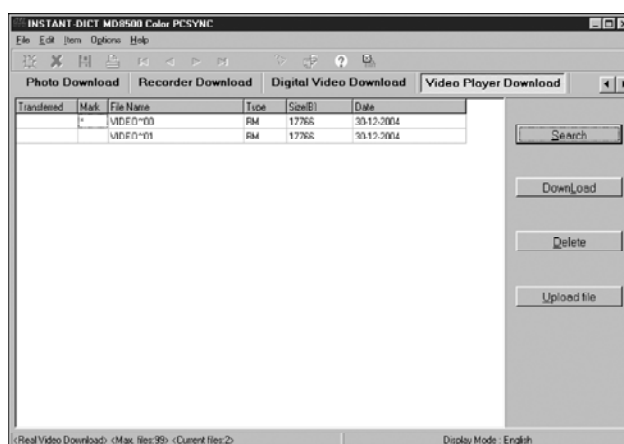 INSTANT-DICT MD8500 Color PCSYNC
File Edit Item Options Help
Photo Download Recorder Download Digital Video Download Video Player Download
Transferred Mark File Name Type Size(B) Date
* VIDEO~00 RM 17766 30-12-2004
VIDEO~01 RM 17766 30-12-2004
Search
DownLoad
Delete
Upload file
<Real Video Download> <Max. files:99> <Current files:2> Display Mode : English